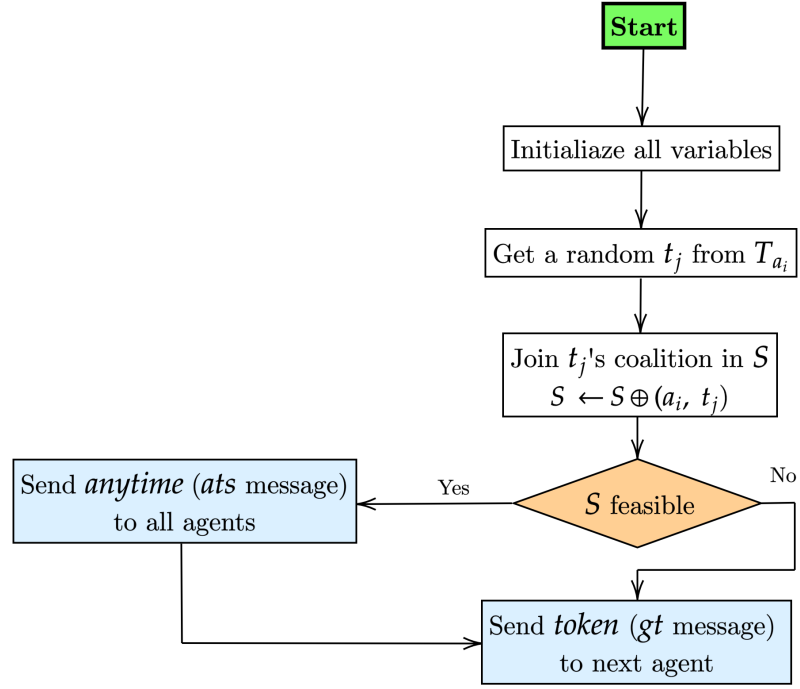 Start
Initialiaze all variables
Get a random t_j from T_{a_i}
Join t_j's coalition in S
S ← S ⊕ (a_i, t_j)
No
Yes
S feasible
Send anytime (ats message)
to all agents
Send token (gt message)
to next agent